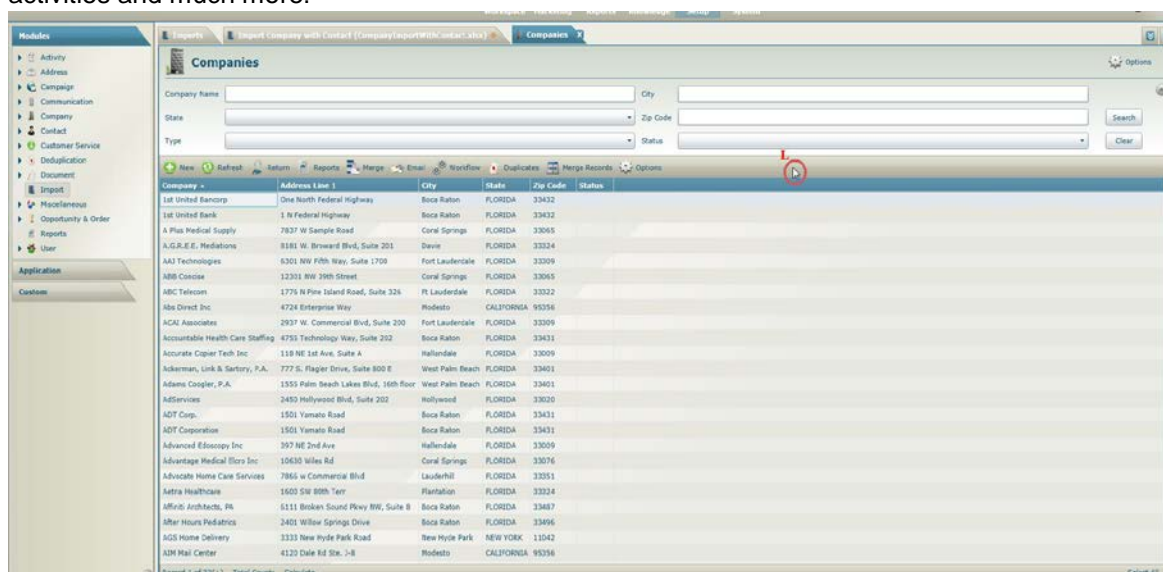 activities and much more.
Workspace Marketing Reports Knowledge Setup System
Modules
Imports Import Company with Contact Companies X
Activity
Address
Campaign
Communication
Company
Contact
Customer Service
Deduplication
Document
Import
Miscellaneous
Opportunity & Order
Reports
User
Application
Custom
Companies
Options
Company Name City
State Zip Code Search
Type Status Clear
L
New Refresh Return Reports Merge Email Norriflow Duplicates Merge Records Options
Company Address Line 1 City State Zip Code Status
1st United Bancorp One North Federal Highway Boca Raton FLORIDA 33432
1st United Bank 1 N Federal Highway Boca Raton FLORIDA 33432
A Plus Medical Supply 7837 W Sample Road Coral Springs FLORIDA 33065
A.G.R.E.E. Mediations 8181 W. Broward Blvd, Suite 201 Davie FLORIDA 33324
AAJ Technologies 6301 NW Fifth Way, Suite 1700 Fort Lauderdale FLORIDA 33309
ABB Concise 12301 NW 39th Street Coral Springs FLORIDA 33065
ABC Telecom 1776 N Pine Island Road, Suite 326 Ft Lauderdale FLORIDA 33322
Abs Direct Inc 4724 Enterprise Way Modesto CALIFORNIA 95356
ACAI Associates 2937 W. Commercial Blvd, Suite 200 Fort Lauderdale FLORIDA 33309
Accountable Health Care Staffing 4755 Technology Way, Suite 202 Boca Raton FLORIDA 33431
Accurate Copier Tech Inc 110 NE 1st Ave, Suite A Hallandale FLORIDA 33009
Ackerman, Link & Sartory, P.A. 777 S. Flagler Drive, Suite 800 E West Palm Beach FLORIDA 33401
Adams Coogler, P.A. 1555 Palm Beach Lakes Blvd, 16th floor West Palm Beach FLORIDA 33401
AdServices 2450 Hollywood Blvd, Suite 202 Hollywood FLORIDA 33020
ADT Corp. 1501 Yamato Road Boca Raton FLORIDA 33431
ADT Corporation 1501 Yamato Road Boca Raton FLORIDA 33431
Advanced Edoscopy Inc 397 NE 2nd Ave Hallendale FLORIDA 33009
Advantage Medical Inc 10650 Wiles Rd Coral Springs FLORIDA 33076
Advocate Home Care Services 7865 w Commercial Blvd Lauderhill FLORIDA 33351
Aetna Healthcare 1600 SW 80th Terr Plantation FLORIDA 33324
Affiniti Architects, PA 6111 Broken Sound Pkwy NW, Suite 8 Boca Raton FLORIDA 33487
After Hours Pediatrics 2401 Willow Springs Drive Boca Raton FLORIDA 33496
AGS Home Delivery 3333 New Hyde Park Road New Hyde Park NEW YORK 11042
AIM Mail Center 4120 Dale Rd Ste. J-8 Modesto CALIFORNIA 95356